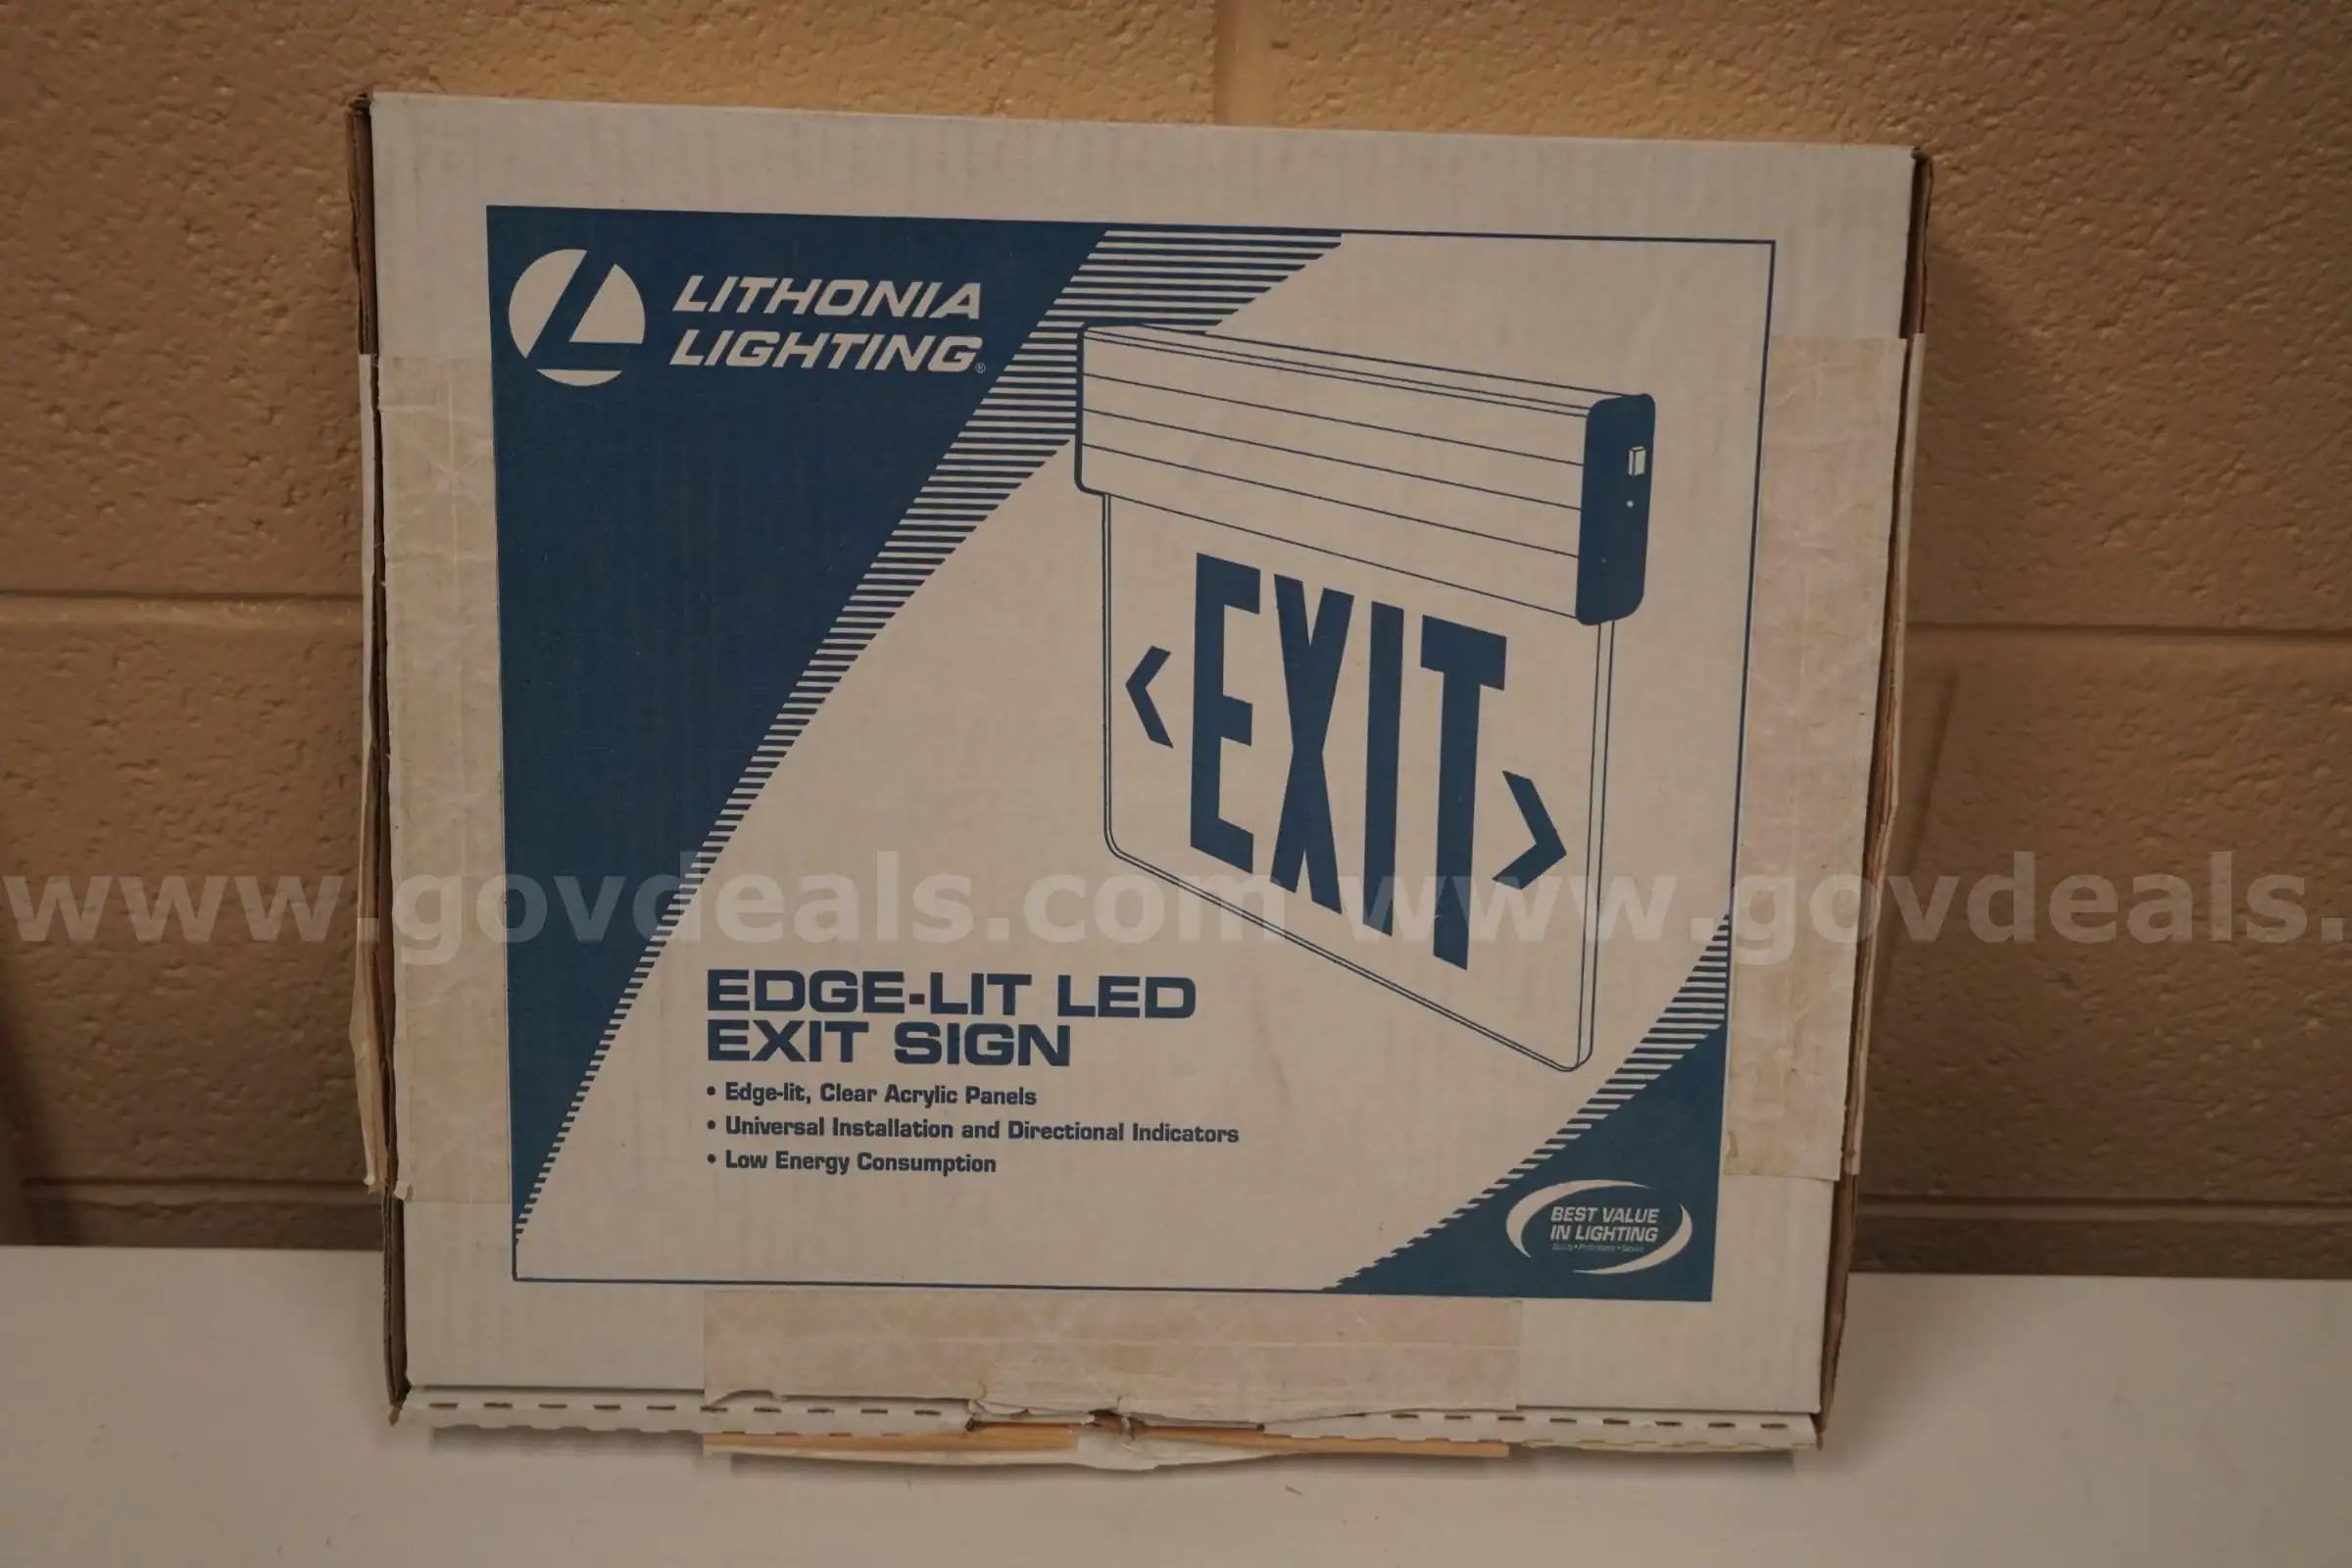 LITHONIA
LIGHTING®
EXIT
www.govdeals.com www.govdeals.
EDGE-LIT LED
EXIT SIGN
• Edge-lit, Clear Acrylic Panels
• Universal Installation and Directional Indicators
• Low Energy Consumption
BEST VALUE
IN LIGHTING